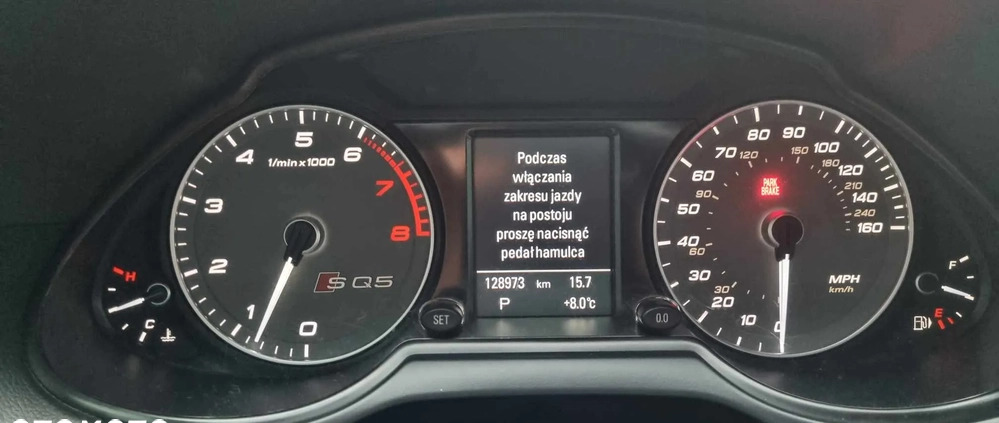 5
4
6
1/min x 1000
3
7
2
8
SQ5
1
0
H
C
Podczas
włączania
zakresu jazdy
na postoju
proszę nacisnąć
pedał hamulca
128973 km 15.7
P +8.0°C
SET
0.0
80 90
70 100
120 150
60 180 120
90 PARK BRAKE 210
50 140
240
40 160
60
30 MPH
30 km/h
20
10 0
F
E
OTOMOTO